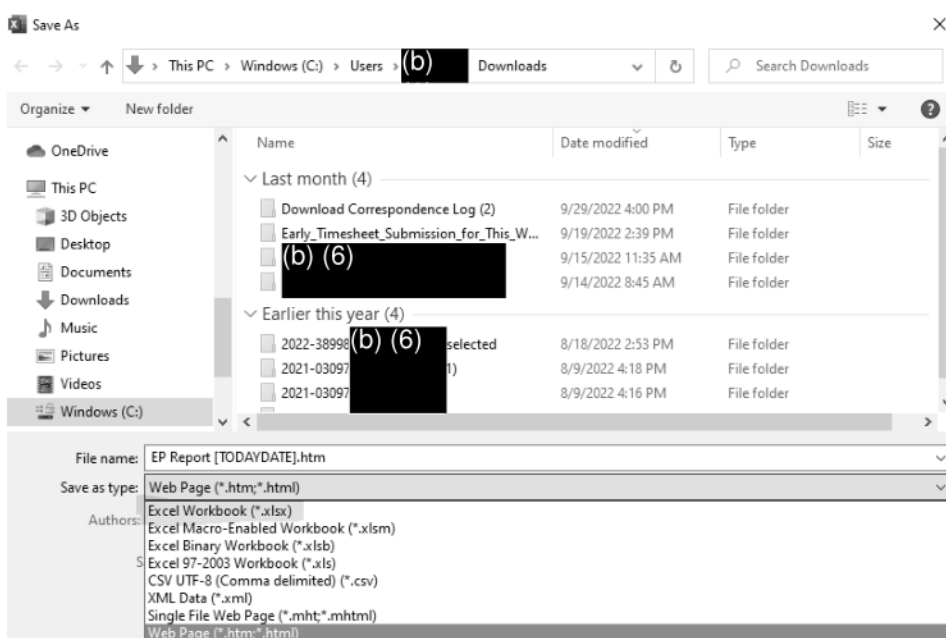 Save As
This PC > Windows (C:) > Users > (b) Downloads
Search Downloads
Organize New folder
OneDrive
This PC
3D Objects
Desktop
Documents
Downloads
Music
Pictures
Videos
Windows (C:)
Name Date modified Type Size
Last month (4)
Download Correspondence Log (2) 9/29/2022 4:00 PM File folder
Early_Timesheet_Submission_for_This_W... 9/19/2022 2:39 PM File folder
(b) (6) 9/15/2022 11:35 AM File folder
9/14/2022 8:45 AM File folder
Earlier this year (4)
2022-38998 (b) (6) selected 8/18/2022 2:53 PM File folder
2021-03097 1) 8/9/2022 4:18 PM File folder
2021-03097 8/9/2022 4:16 PM File folder
File name: EP Report [TODAYDATE].htm
Save as type: Web Page (*.htm;*.html)
Authors:
Excel Workbook (*.xlsx)
Excel Macro-Enabled Workbook (*.xlsm)
Excel Binary Workbook (*.xlsb)
S Excel 97-2003 Workbook (*.xls)
CSV UTF-8 (Comma delimited) (*.csv)
XML Data (*.xml)
Single File Web Page (*.mht;*.mhtml)
Web Page (*.htm;*.html)